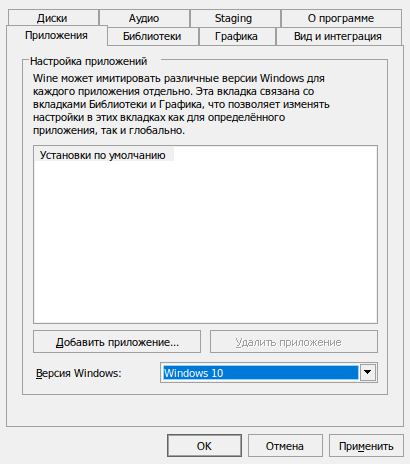 Диски
Аудио
Staging
О программе
Приложения
Библиотеки
Графика
Вид и интеграция
Настройка приложений
Wine может имитировать различные версии Windows для
каждого приложения отдельно. Эта вкладка связана со
вкладками Библиотеки и Графика, что позволяет изменять
настройки в этих вкладках как для определённого
приложения, так и глобально.
Установки по умолчанию
Добавить приложение...
Удалить приложение
Версия Windows:
Windows 10
OK
Отмена
Применить